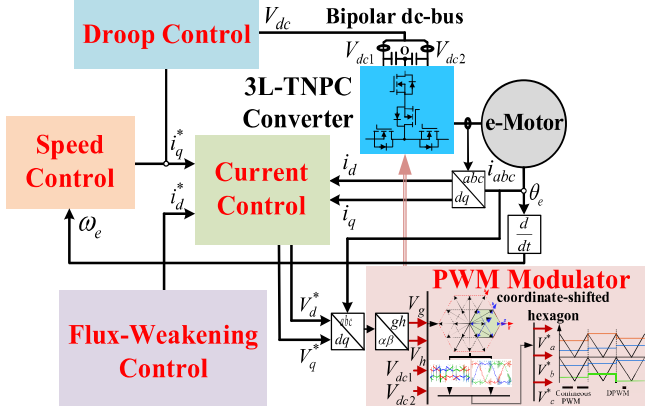 Droop Control
V_dc
Bipolar dc-bus
V_dc1
O
V_dc2
3L-TNPC
Converter
e-Motor
Speed
Control
i_q^*
i_d^*
Current
Control
i_d
i_q
abc
dq
i_abc
θ_e
d
dt
ω_e
Flux-Weakening
Control
V_d^*
V_q^*
abc
dq
gh
αβ
PWM Modulator
V_g
V_h
V_dc1
V_dc2
coordinate-shifted
hexagon
V_a^*
V_b^*
V_c^*
Continuous
PWM
DPWM